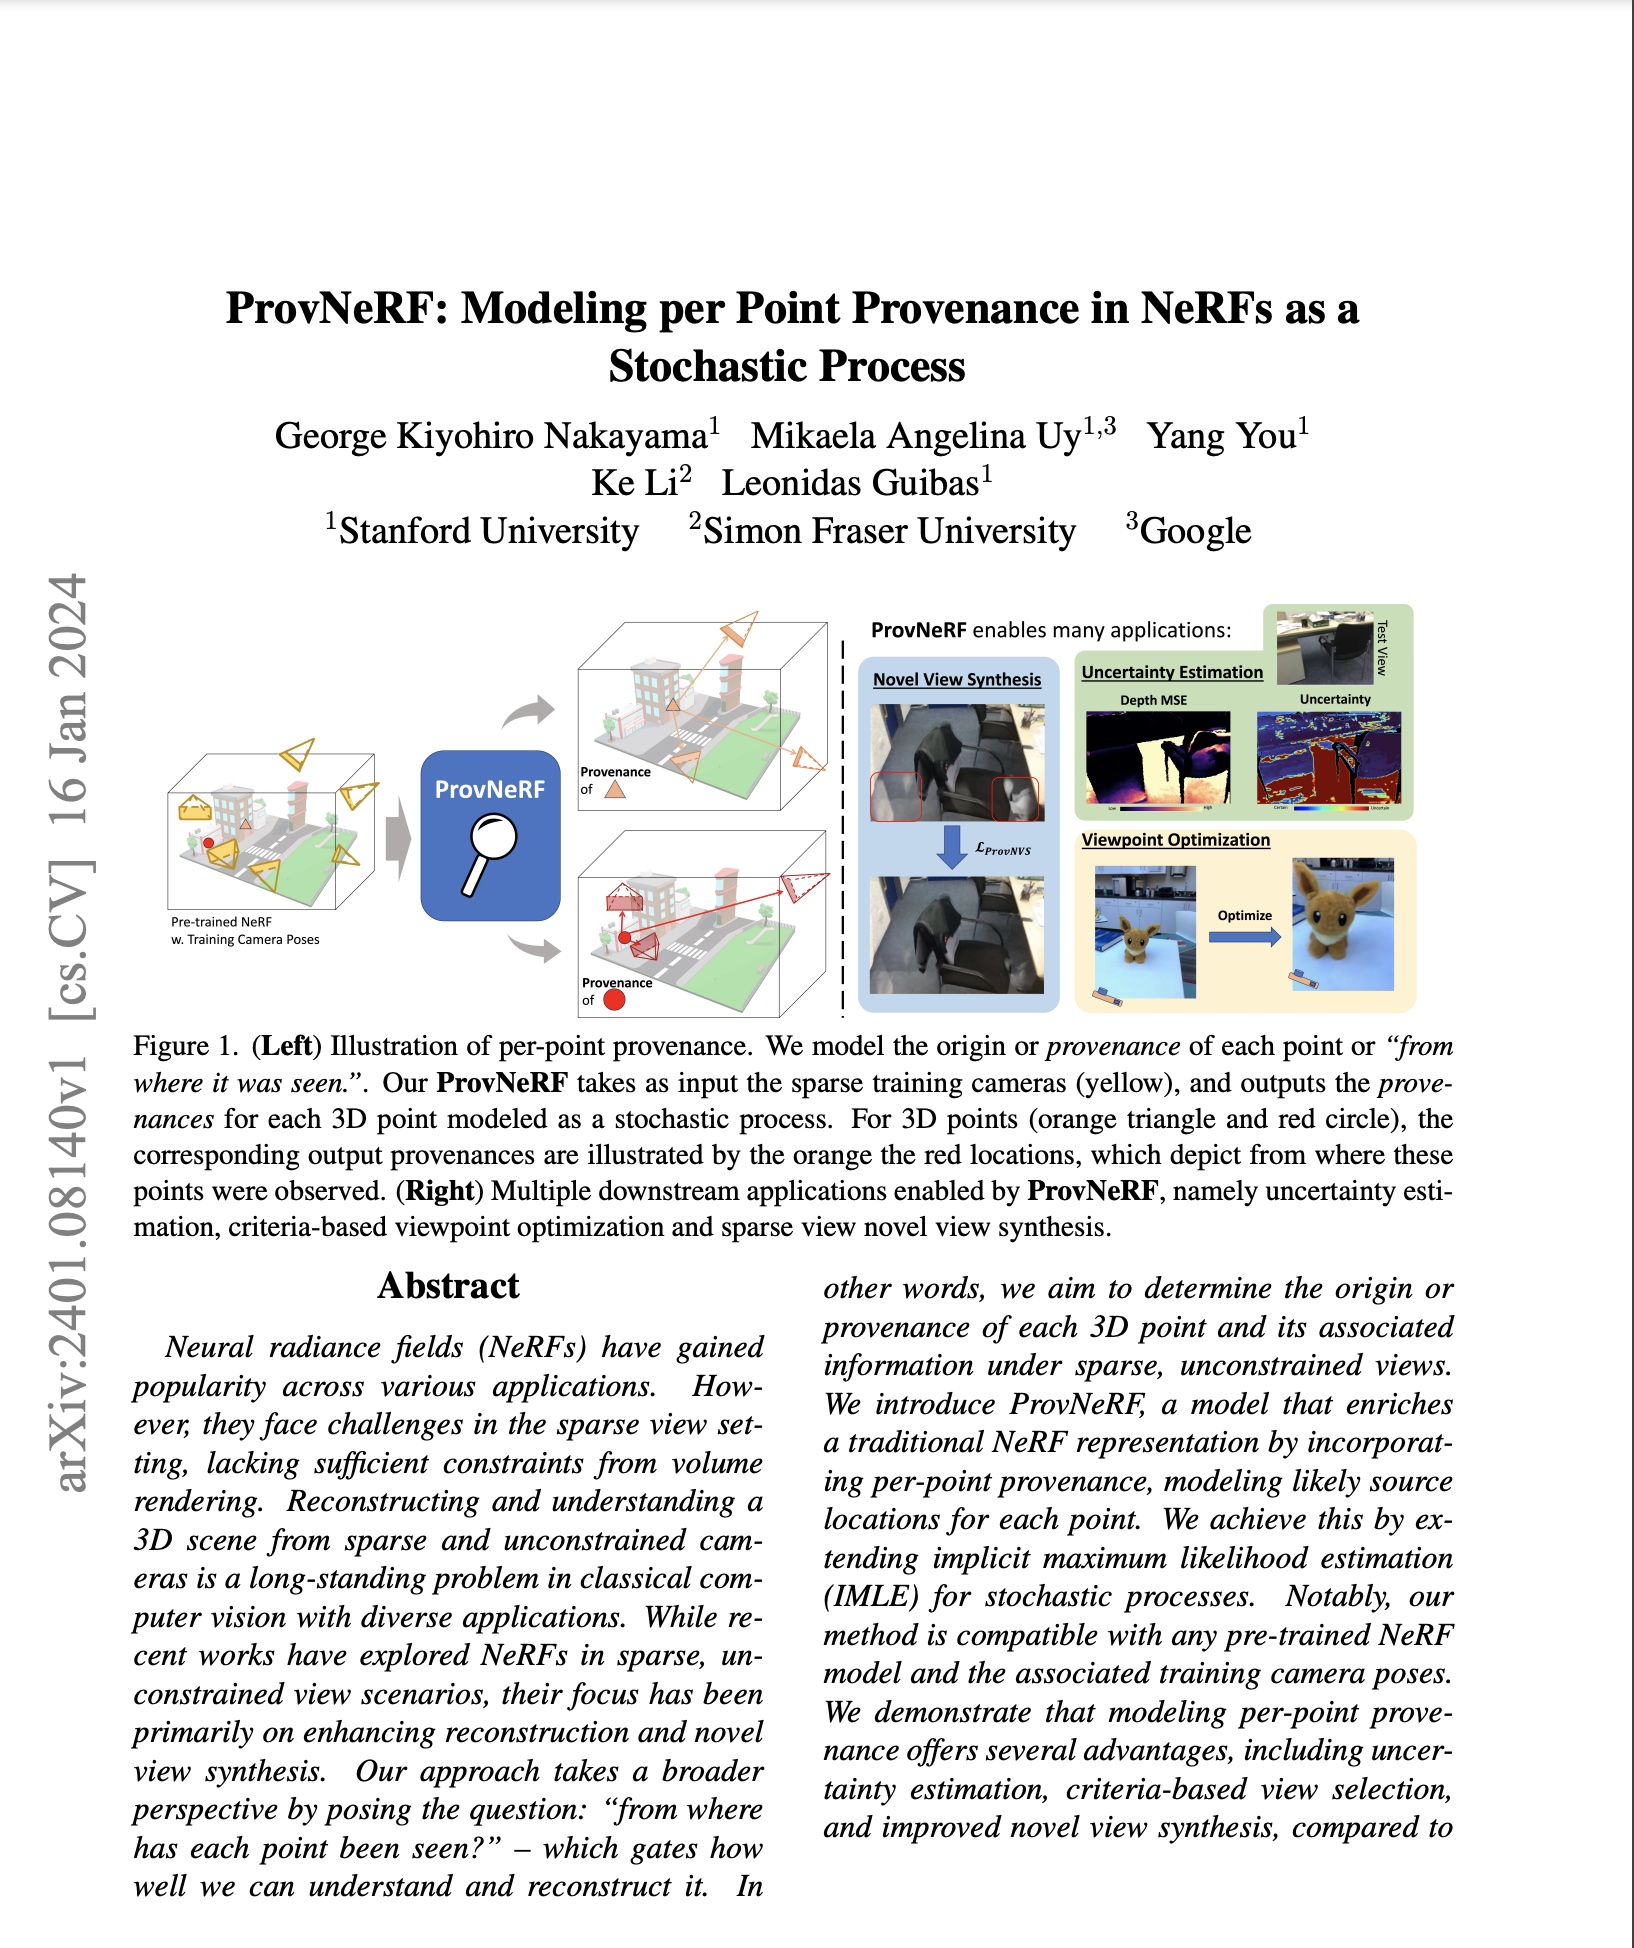 ProvNeRF: Modeling per Point Provenance in NeRFs as a
Stochastic Process
George Kiyohiro Nakayama¹ Mikaela Angelina Uy¹,³ Yang You¹
Ke Li² Leonidas Guibas¹
¹Stanford University ²Simon Fraser University ³Google
arXiv:2401.08140v1 [cs.CV] 16 Jan 2024
Pre-trained NeRF
w. Training Camera Poses
ProvNeRF
Provenance
of
Provenance
of
ProvNeRF enables many applications:
Novel View Synthesis
ℒProvNVS
Uncertainty Estimation
Test View
Depth MSE
Uncertainty
Low
High
Certain
Uncertain
Viewpoint Optimization
Optimize
Figure 1. (Left) Illustration of per-point provenance. We model the origin or provenance of each point or “from
where it was seen.”. Our ProvNeRF takes as input the sparse training cameras (yellow), and outputs the prove-
nances for each 3D point modeled as a stochastic process. For 3D points (orange triangle and red circle), the
corresponding output provenances are illustrated by the orange the red locations, which depict from where these
points were observed. (Right) Multiple downstream applications enabled by ProvNeRF, namely uncertainty esti-
mation, criteria-based viewpoint optimization and sparse view novel view synthesis.
Abstract
Neural radiance fields (NeRFs) have gained
popularity across various applications. How-
ever, they face challenges in the sparse view set-
ting, lacking sufficient constraints from volume
rendering. Reconstructing and understanding a
3D scene from sparse and unconstrained cam-
eras is a long-standing problem in classical com-
puter vision with diverse applications. While re-
cent works have explored NeRFs in sparse, un-
constrained view scenarios, their focus has been
primarily on enhancing reconstruction and novel
view synthesis. Our approach takes a broader
perspective by posing the question: “from where
has each point been seen?” – which gates how
well we can understand and reconstruct it. In
other words, we aim to determine the origin or
provenance of each 3D point and its associated
information under sparse, unconstrained views.
We introduce ProvNeRF, a model that enriches
a traditional NeRF representation by incorporat-
ing per-point provenance, modeling likely source
locations for each point. We achieve this by ex-
tending implicit maximum likelihood estimation
(IMLE) for stochastic processes. Notably, our
method is compatible with any pre-trained NeRF
model and the associated training camera poses.
We demonstrate that modeling per-point prove-
nance offers several advantages, including uncer-
tainty estimation, criteria-based view selection,
and improved novel view synthesis, compared to